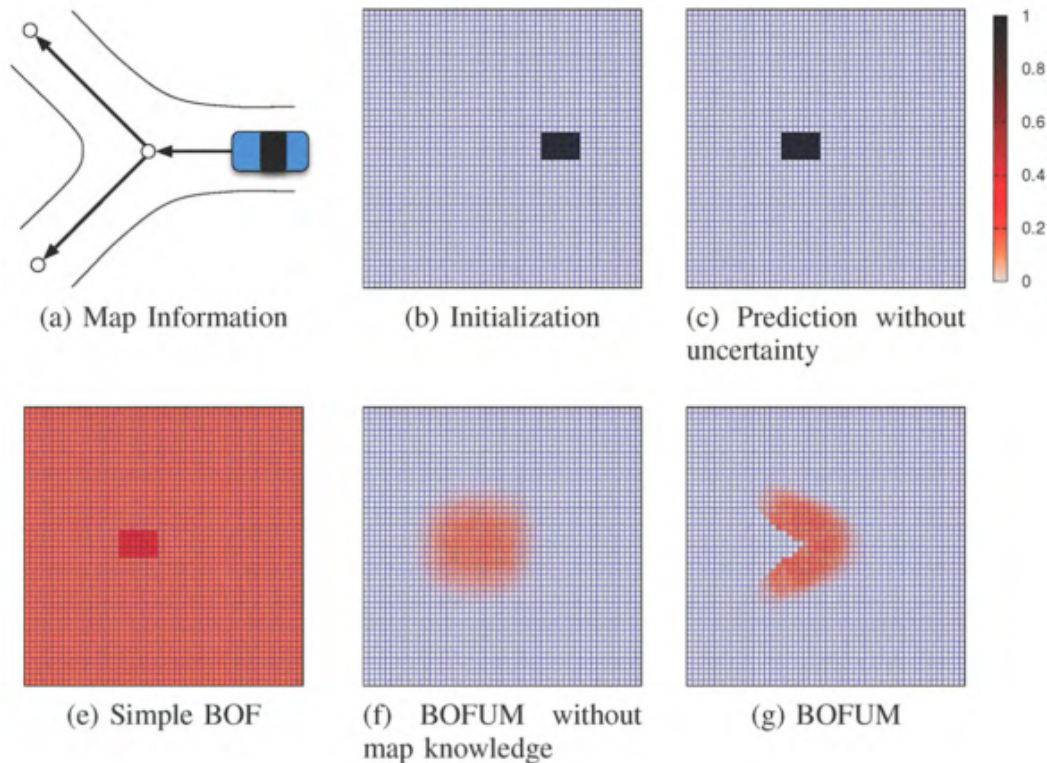 1
0.8
0.6
0.4
0.2
0
(a) Map Information
(b) Initialization
(c) Prediction without
uncertainty
(e) Simple BOF
(f) BOFUM without
map knowledge
(g) BOFUM